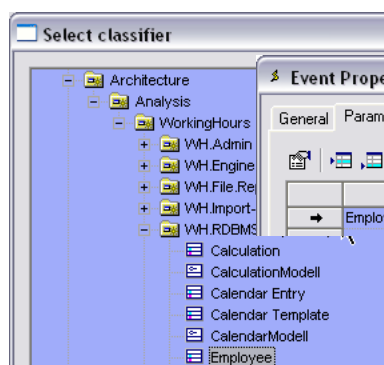 Select classifier
Architecture
Event Prope
Analysis
General Param
WorkingHours
WH.Admin
WH.Engine
WH.File.Re
WH.Import-
Emplo
WH.RDBMS
Calculation
CalculationModell
Calendar Entry
Calendar Template
CalendarModell
Employee